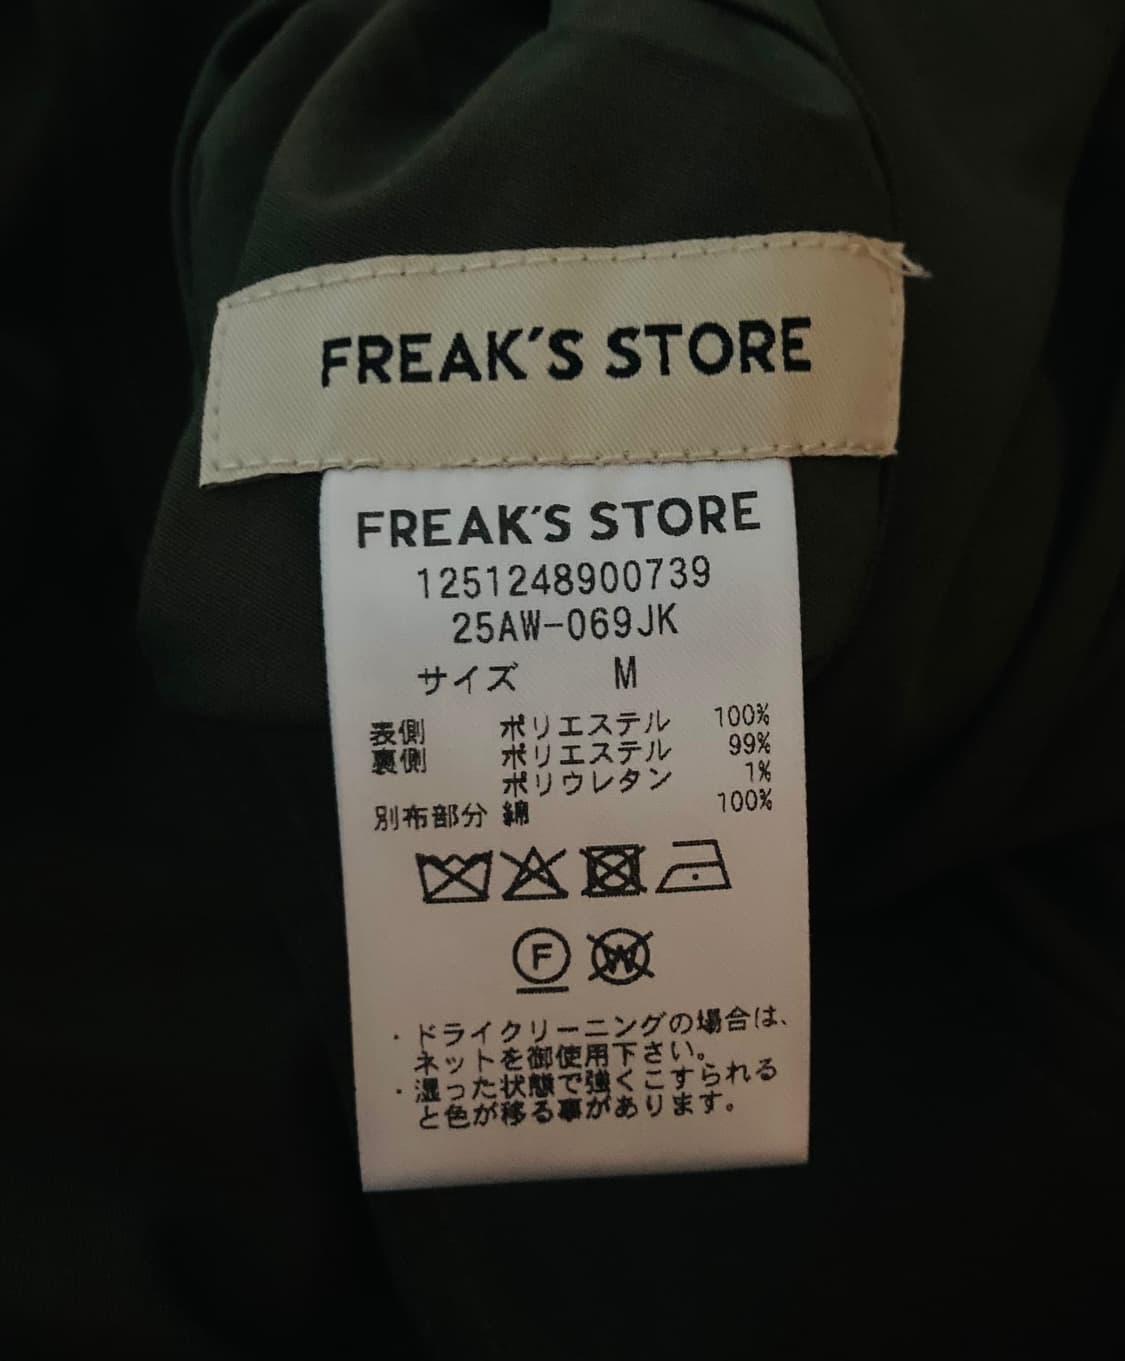 FREAK'S STORE
FREAK'S STORE
1251248900739
25AW-069JK
サイズ M
表側 ポリエステル 100%
裏側 ポリエステル 99%
ポリウレタン 1%
別布部分 綿 100%
F W
・ドライクリーニングの場合は、
ネットを御使用下さい。
・湿った状態で強くこすられる
と色が移る事があります。